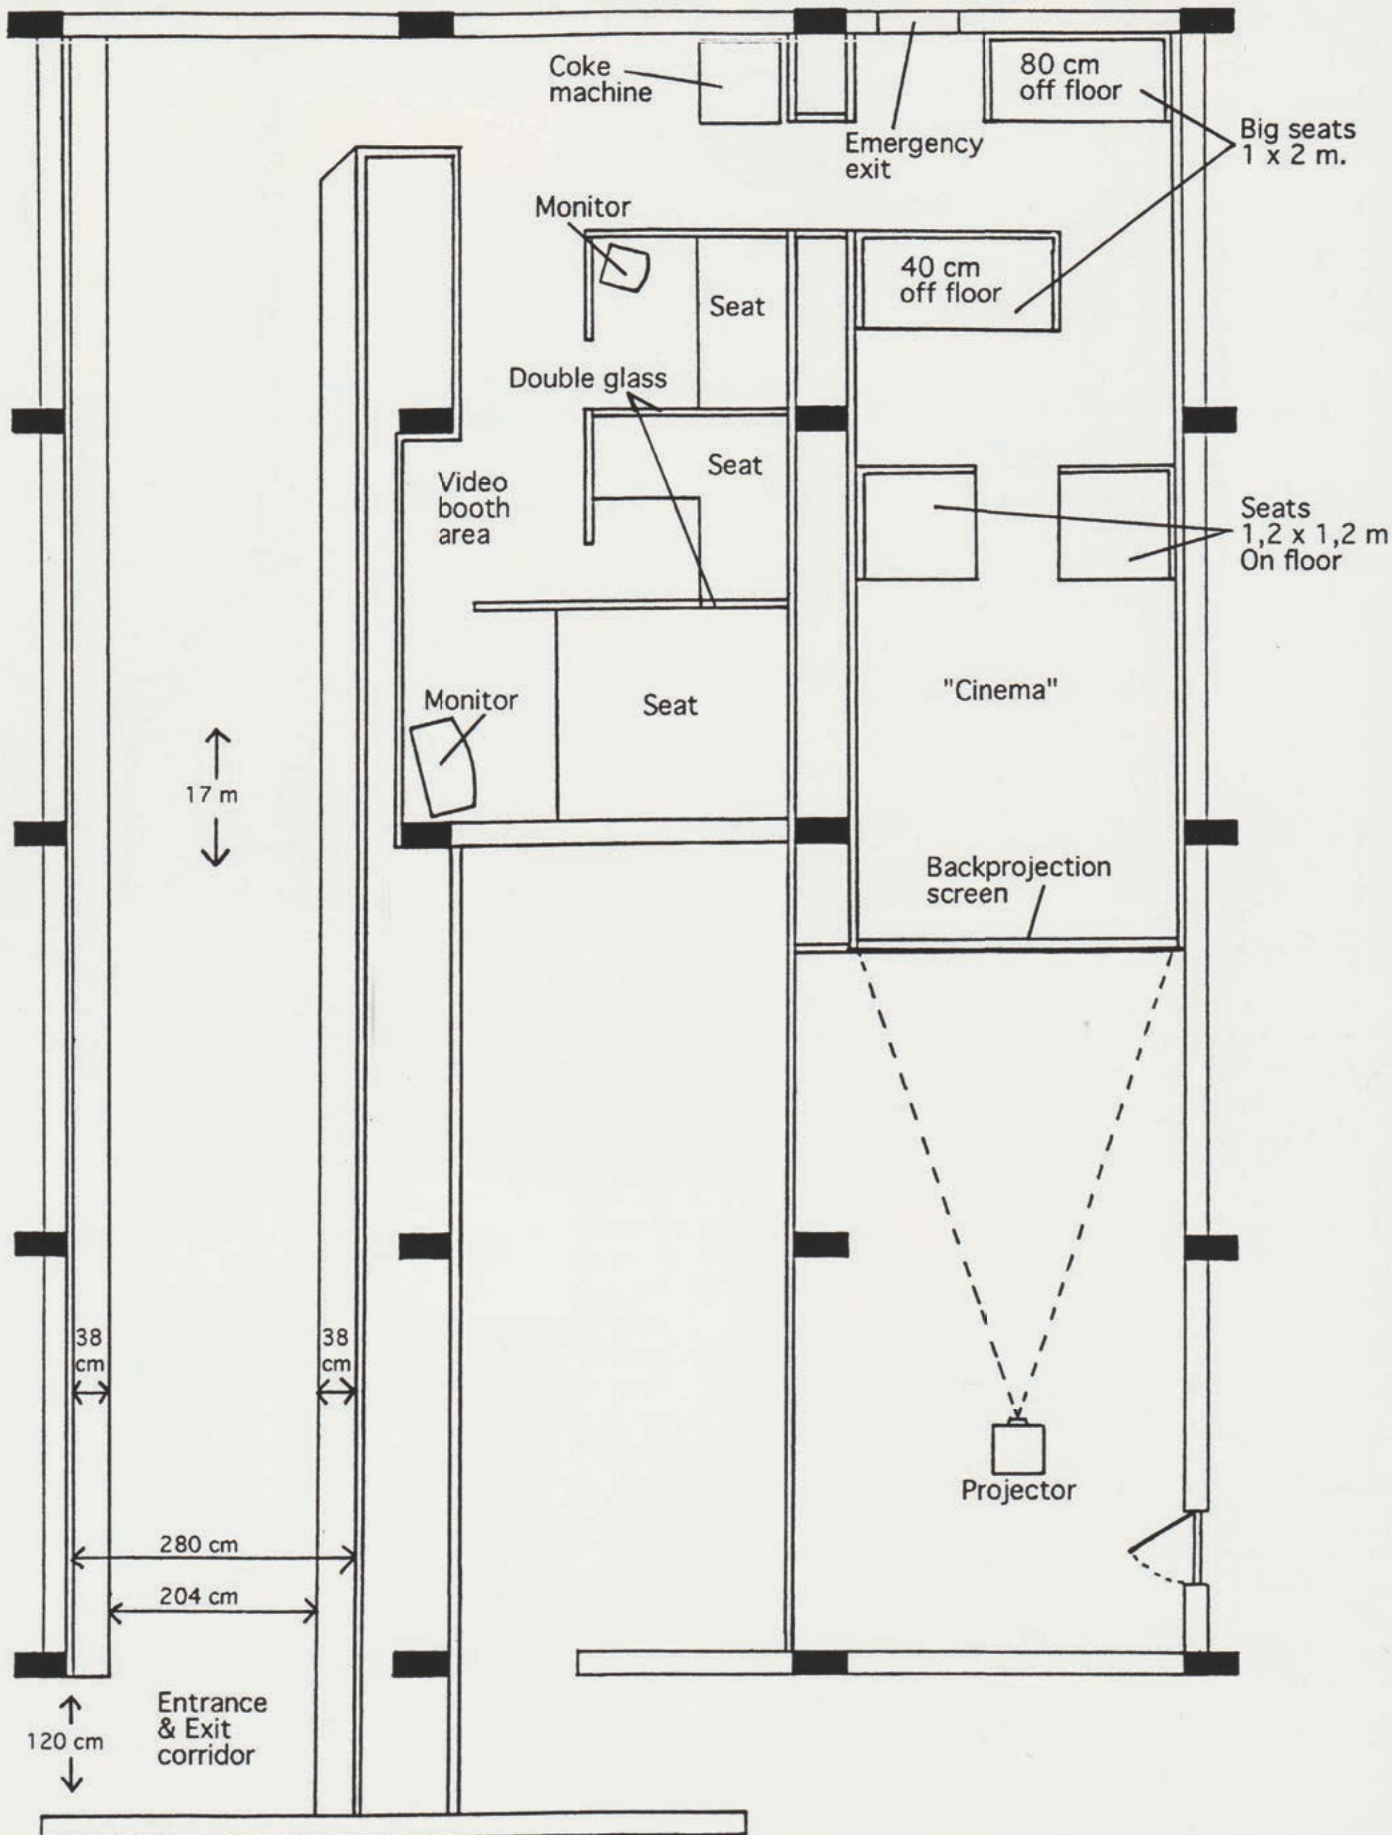 Coke
machine
80 cm
off floor
Emergency
exit
Big seats
1 x 2 m.
Monitor
40 cm
off floor
Seat
Double glass
Seat
Video
booth
area
Seats
1,2 x 1,2 m
On floor
"Cinema"
Monitor
Seat
17 m
Backprojection
screen
38
cm
38
cm
Projector
280 cm
204 cm
Entrance
& Exit
corridor
120 cm